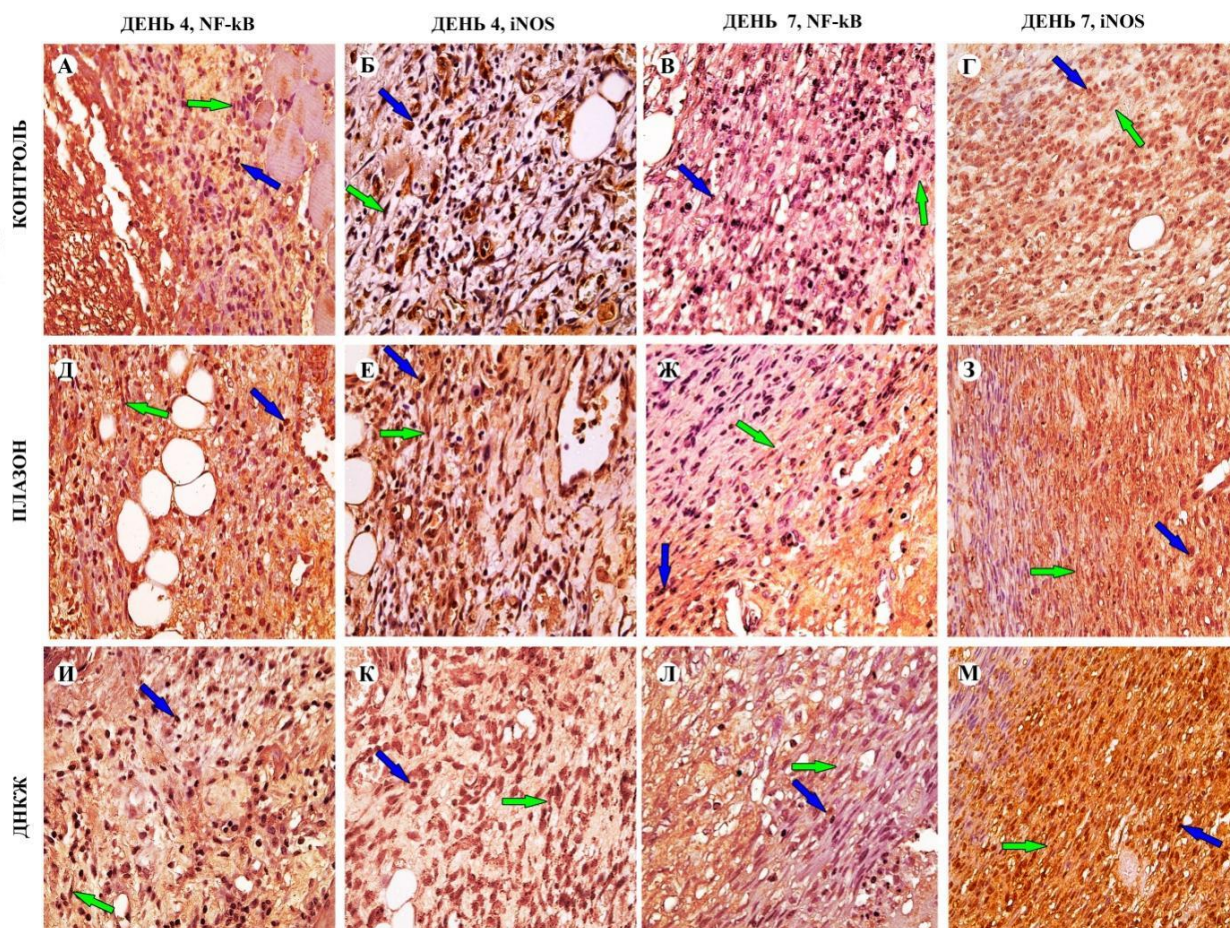 ДЕНЬ 4, NF-kB
ДЕНЬ 4, iNOS
ДЕНЬ 7, NF-kB
ДЕНЬ 7, iNOS
КОНТРОЛЬ
А
Б
В
Г
ПЛАЗОН
Д
Е
Ж
З
ДНКЖ
И
К
Л
М